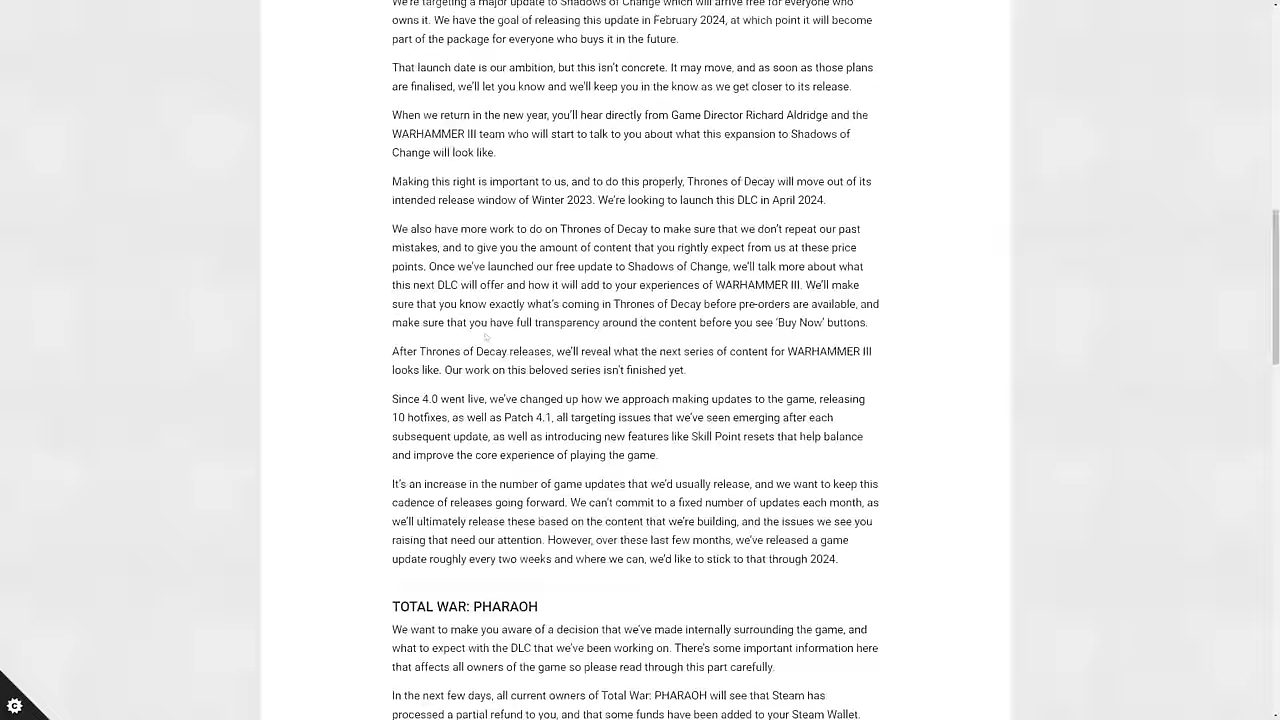 We're targeting a major update to Shadows of Change which will arrive free for everyone who
owns it. We have the goal of releasing this update in February 2024, at which point it will become
part of the package for everyone who buys it in the future.
That launch date is our ambition, but this isn't concrete. It may move, and as soon as those plans
are finalised, we'll let you know and we'll keep you in the know as we get closer to its release.
When we return in the new year, you'll hear directly from Game Director Richard Aldridge and the
WARHAMMER III team who will start to talk to you about what this expansion to Shadows of
Change will look like.
Making this right is important to us, and to do this properly, Thrones of Decay will move out of its
intended release window of Winter 2023. We're looking to launch this DLC in April 2024.
We also have more work to do on Thrones of Decay to make sure that we don't repeat our past
mistakes, and to give you the amount of content that you rightly expect from us at these price
points. Once we've launched our free update to Shadows of Change, we'll talk more about what
this next DLC will offer and how it will add to your experiences of WARHAMMER III. We'll make
sure that you know exactly what's coming in Thrones of Decay before pre-orders are available, and
make sure that you have full transparency around the content before you see 'Buy Now' buttons.
After Thrones of Decay releases, we'll reveal what the next series of content for WARHAMMER III
looks like. Our work on this beloved series isn't finished yet.
Since 4.0 went live, we've changed up how we approach making updates to the game, releasing
10 hotfixes, as well as Patch 4.1, all targeting issues that we've seen emerging after each
subsequent update, as well as introducing new features like Skill Point resets that help balance
and improve the core experience of playing the game.
It's an increase in the number of game updates that we'd usually release, and we want to keep this
cadence of releases going forward. We can't commit to a fixed number of updates each month, as
we'll ultimately release these based on the content that we're building, and the issues we see you
raising that need our attention. However, over these last few months, we've released a game
update roughly every two weeks and where we can, we'd like to stick to that through 2024.
TOTAL WAR: PHARAOH
We want to make you aware of a decision that we've made internally surrounding the game, and
what to expect with the DLC that we've been working on. There's some important information here
that affects all owners of the game so please read through this part carefully.
In the next few days, all current owners of Total War: PHARAOH will see that Steam has
processed a partial refund to you, and that some funds have been added to your Steam Wallet.